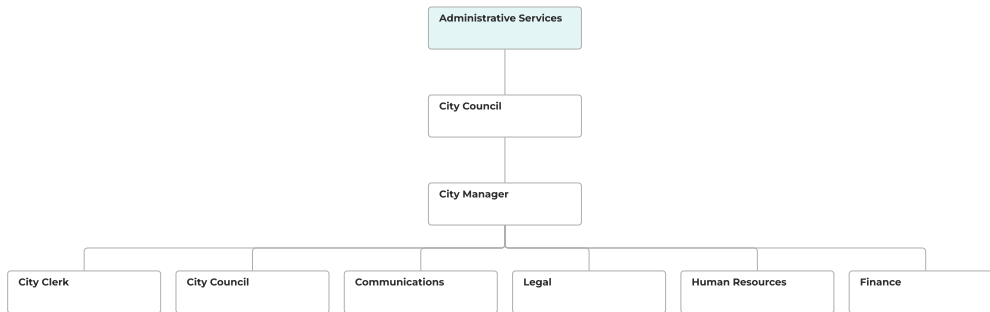 Administrative Services
City Council
City Manager
City Clerk
City Council
Communications
Legal
Human Resources
Finance